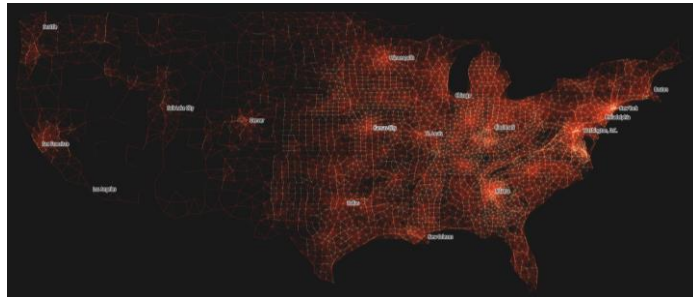 Seattle
Minneapolis
Boston
Chicago
Salt Lake City
New York
Denver
Philadelphia
Kansas City
St. Louis
Washington, D.C.
San Francisco
Los Angeles
Atlanta
Dallas
New Orleans